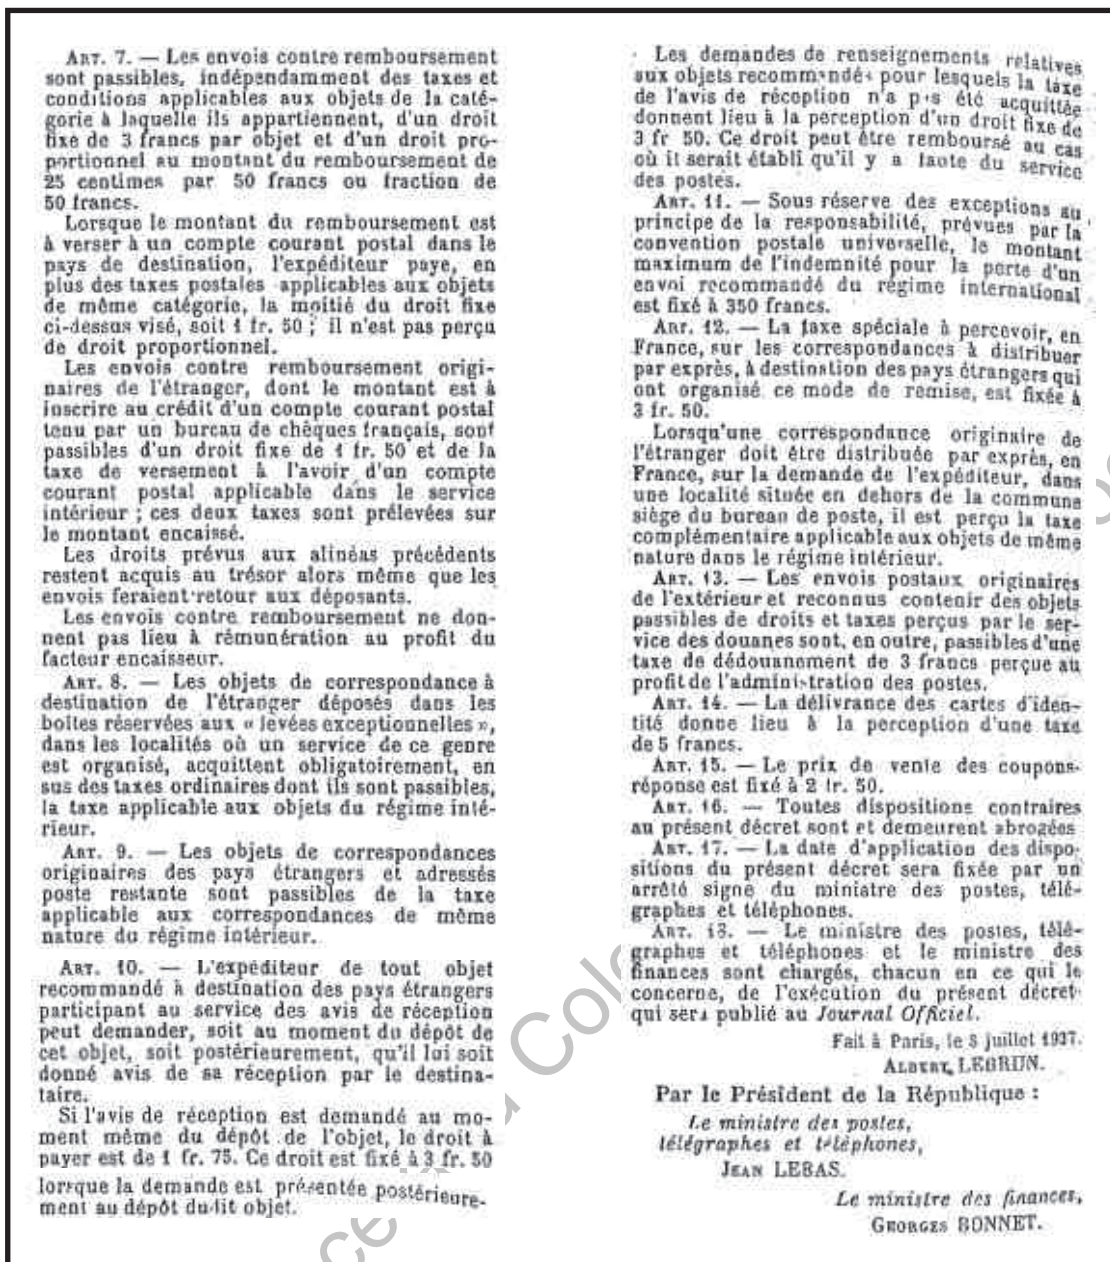 ART. 7. — Les envois contre remboursement
sont passibles, indépendamment des taxes et
conditions applicables aux objets de la caté-
gorie à laquelle ils appartiennent, d'un droit
fixe de 3 francs par objet et d'un droit pro-
portionnel au montant du remboursement de
25 centimes par 50 francs ou fraction de
50 francs.
Lorsque le montant du remboursement est
à verser à un compte courant postal dans le
pays de destination, l'expéditeur paye, en
plus des taxes postales applicables aux objets
de même catégorie, la moitié du droit fixe
ci-dessus visé, soit 1 fr. 50 ; il n'est pas perçu
de droit proportionnel.
Les envois contre remboursement origi-
naires de l'étranger, dont le montant est à
inscrire au crédit d'un compte courant postal
tenu par un bureau de chèques français, sont
passibles d'un droit fixe de 1 fr. 50 et de la
taxe de versement à l'avoir d'un compte
courant postal applicable dans le service
intérieur ; ces deux taxes sont prélevées sur
le montant encaissé.
Les droits prévus aux alinéas précédents
restent acquis au trésor alors même que les
envois feraient retour aux déposants.
Les envois contre remboursement ne don-
nent pas lieu à rémunération au profit du
facteur encaisseur.
ART. 8. — Les objets de correspondance à
destination de l'étranger déposés dans les
boîtes réservées aux « levées exceptionnelles »,
dans les localités où un service de ce genre
est organisé, acquittent obligatoirement, en
sus des taxes ordinaires dont ils sont passibles,
la taxe applicable aux objets du régime inté-
rieur.
ART. 9. — Les objets de correspondances
originaires des pays étrangers et adressés
poste restante sont passibles de la taxe
applicable aux correspondances de même
nature du régime intérieur.
ART. 10. — L'expéditeur de tout objet
recommandé à destination des pays étrangers
participant au service des avis de réception
peut demander, soit au moment du dépôt de
cet objet, soit postérieurement, qu'il lui soit
donné avis de sa réception par le destina-
taire.
Si l'avis de réception est demandé au mo-
ment même du dépôt de l'objet, le droit à
payer est de 1 fr. 75. Ce droit est fixé à 3 fr. 50
lorsque la demande est présentée postérieure-
ment au dépôt dudit objet.
Les demandes de renseignements relatives
aux objets recommandés pour lesquels la taxe
de l'avis de réception n'a pas été acquittée
donnent lieu à la perception d'un droit fixe de
3 fr 50. Ce droit peut être remboursé au cas
où il serait établi qu'il y a faute du service
des postes.
ART. 11. — Sous réserve des exceptions au
principe de la responsabilité, prévues par la
convention postale universelle, le montant
maximum de l'indemnité pour la perte d'un
envoi recommandé du régime international
est fixé à 350 francs.
ART. 12. — La taxe spéciale à percevoir, en
France, sur les correspondances à distribuer
par exprès, à destination des pays étrangers qui
ont organisé ce mode de remise, est fixée à
3 fr. 50.
Lorsqu'une correspondance originaire de
l'étranger doit être distribuée par exprès, en
France, sur la demande de l'expéditeur, dans
une localité située en dehors de la commune
siège du bureau de poste, il est perçu la taxe
complémentaire applicable aux objets de même
nature dans le régime intérieur.
ART. 13. — Les envois postaux originaires
de l'extérieur et reconnus contenir des objets
passibles de droits et taxes perçus par le ser-
vice des douanes sont, en outre, passibles d'une
taxe de dédouanement de 3 francs perçue au
profit de l'administration des postes.
ART. 14. — La délivrance des cartes d'iden-
tité donne lieu à la perception d'une taxe
de 5 francs.
ART. 15. — Le prix de vente des coupons-
réponse est fixé à 2 fr. 50.
ART. 16. — Toutes dispositions contraires
au présent décret sont et demeurent abrogées
ART. 17. — La date d'application des dispo-
sitions du présent décret sera fixée par un
arrêté signé du ministre des postes, télé-
graphes et téléphones.
ART. 18. — Le ministre des postes, télé-
graphes et téléphones et le ministre des
finances sont chargés, chacun en ce qui le
concerne, de l'exécution du présent décret
qui sera publié au Journal Officiel.
Fait à Paris, le 8 juillet 1937.
ALBERT LEBRUN.
Par le Président de la République :
Le ministre des postes,
télégraphes et téléphones,
JEAN LEBAS.
Le ministre des finances,
GEORGES BONNET.